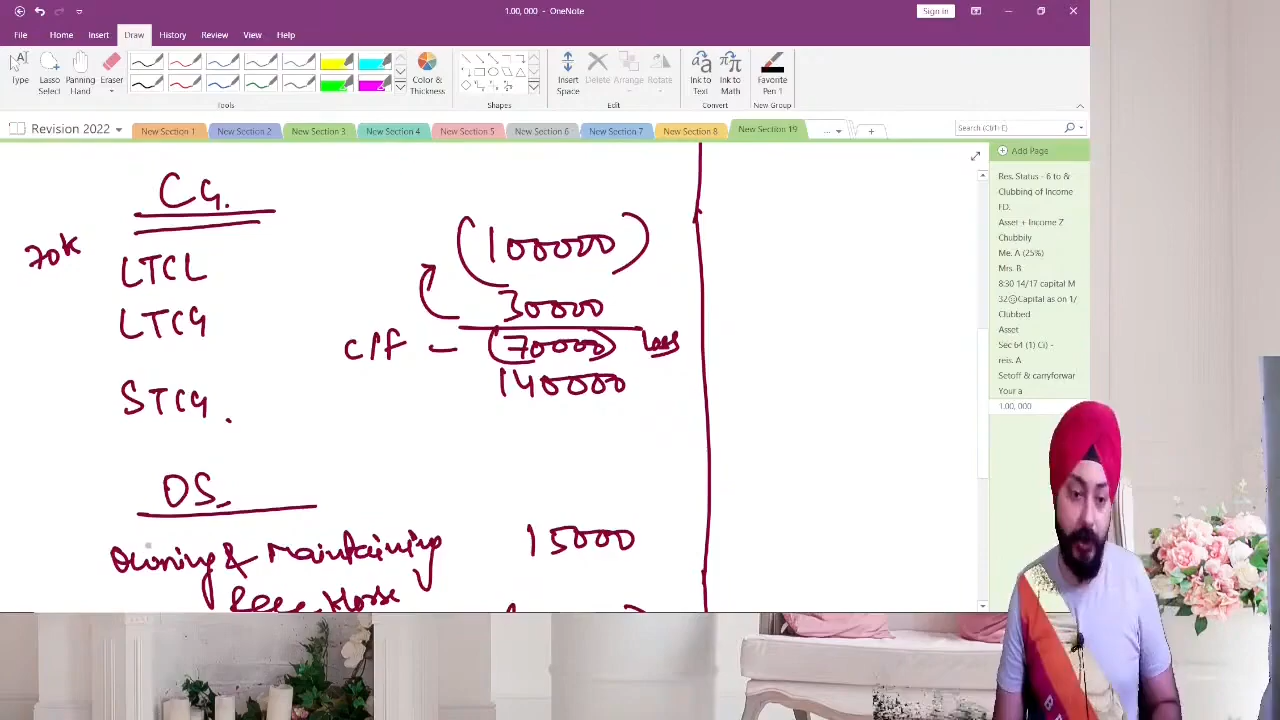 1.00, 000 - OneNote
Sign in
File Home Insert Draw History Review View Help
Type
Lasso Select
Panning Hand
Eraser
Color & Thickness
Insert Space
Delete
Arrange
Rotate
Ink to Text
Ink to Math
Favorite Pen 1
Tools Shapes Edit Convert New Group
Revision 2022
New Section 1 New Section 2 New Section 3 New Section 4 New Section 5 New Section 6 New Section 7 New Section 8 New Section 19 ...
Search (Ctrl+E)
Add Page
Res. Status - 6 to &
Clubbing of Income
FD.
Asset + Income Z
Chubbily
Me. A (25%)
Mrs. B
8:30 14/17 capital M
32☺Capital as on 1/
Clubbed
Asset
Sec 64 (1) Ci) -
reis. A
Setoff & carryforwar
Your a
1.00, 000
CG.
70k
LTCL (100000)
LTCG 30000
c/f - (70000) loss
STCG. 140000
OS.
Owning & Maintaining 15000
Race Horse